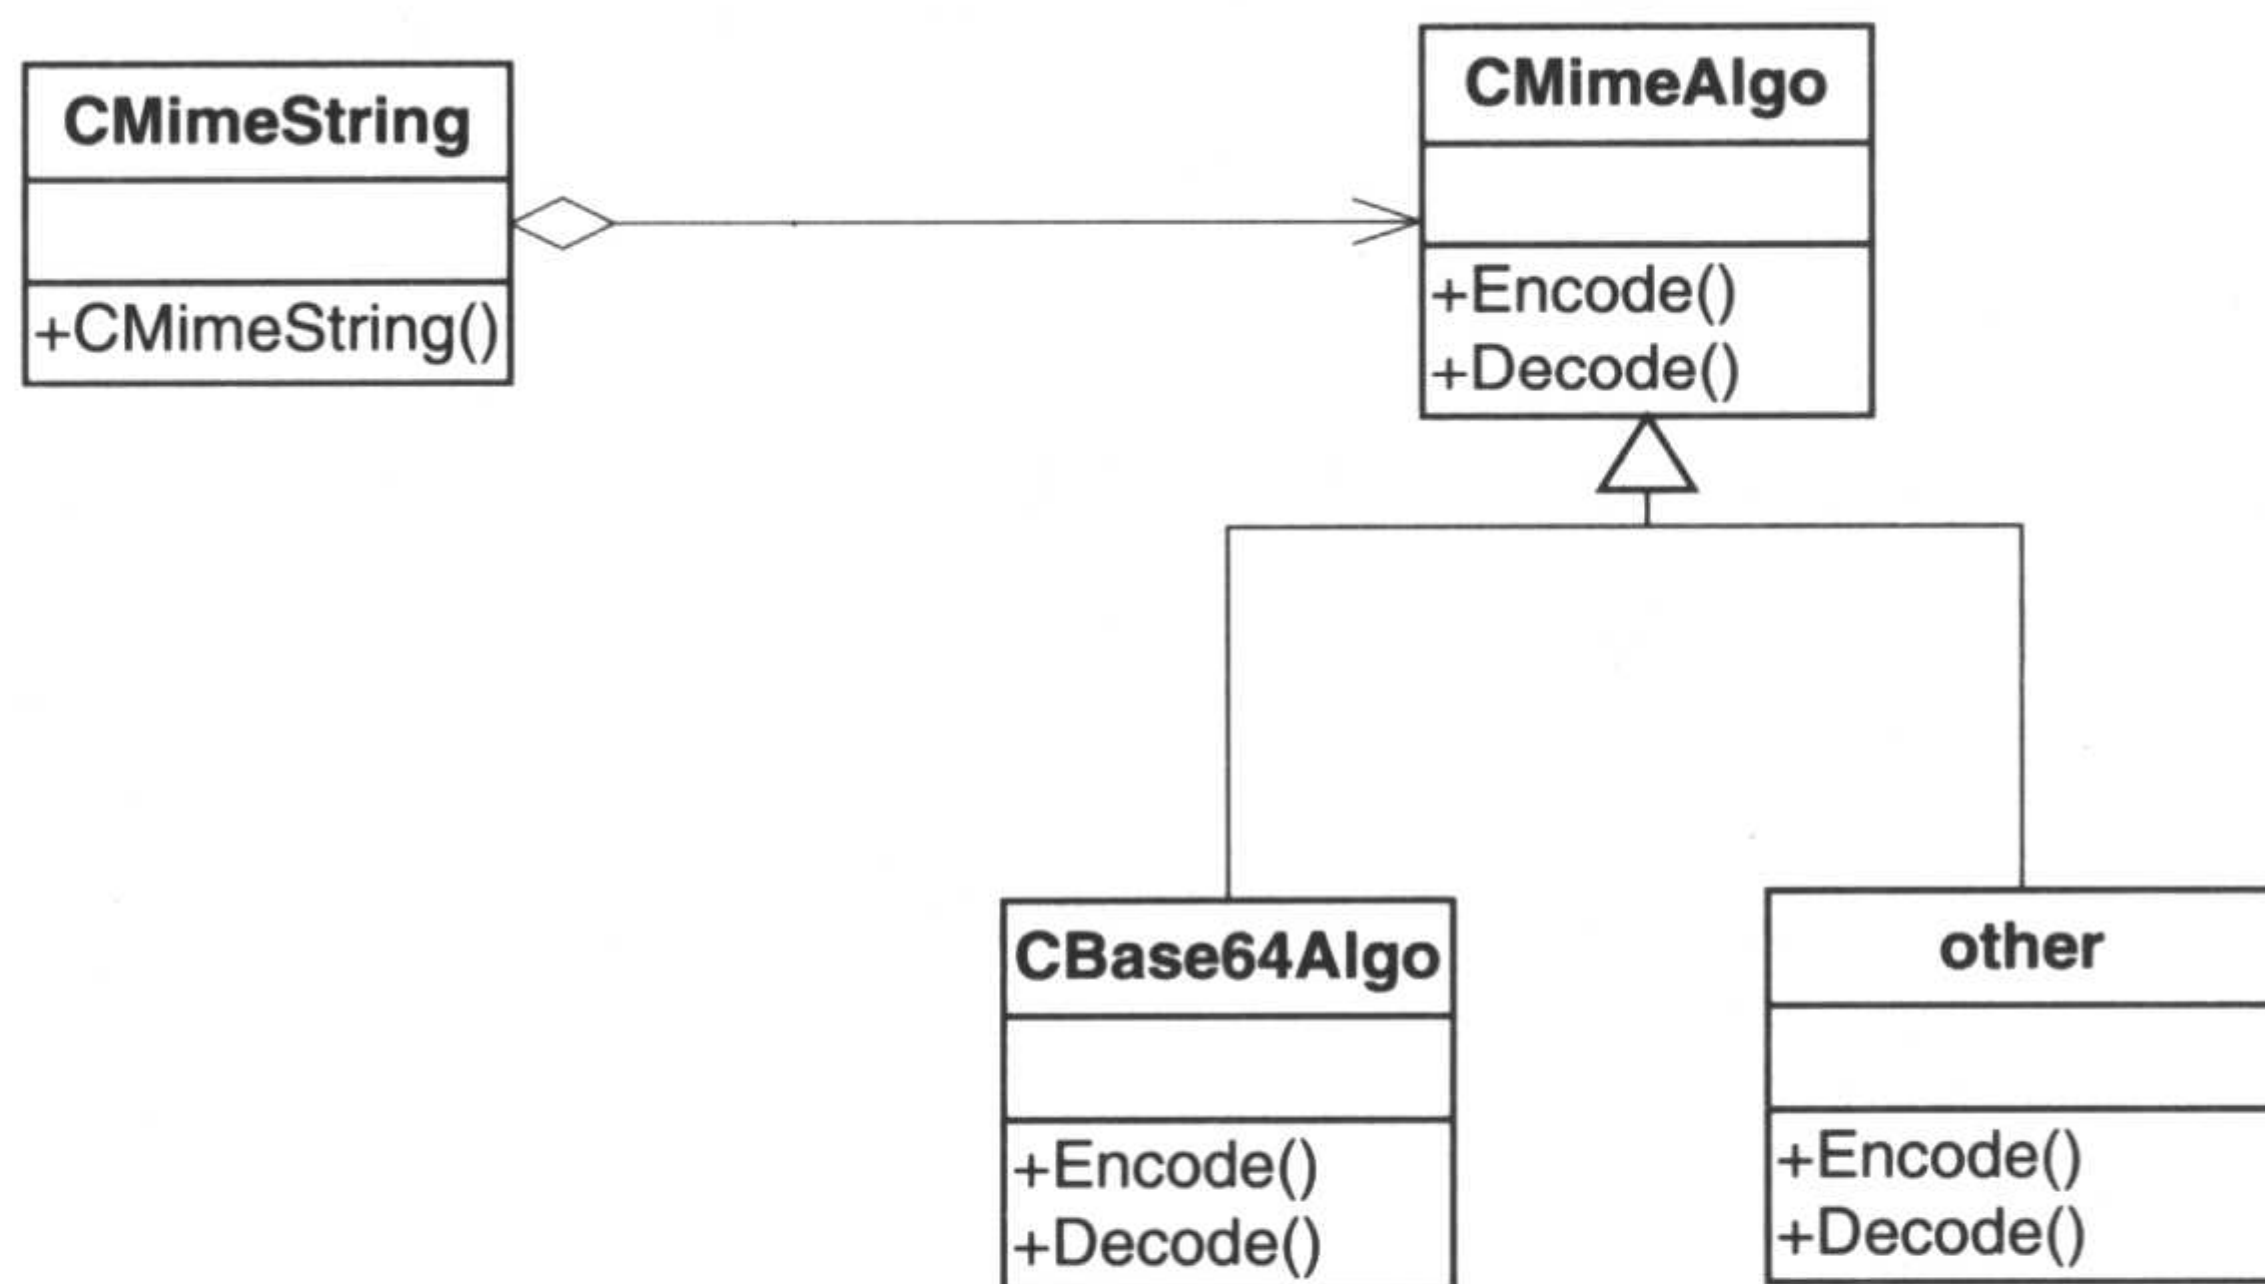 CMimeString
+CMimeString()
CMimeAlgo
+Encode()
+Decode()
CBase64Algo
+Encode()
+Decode()
other
+Encode()
+Decode()